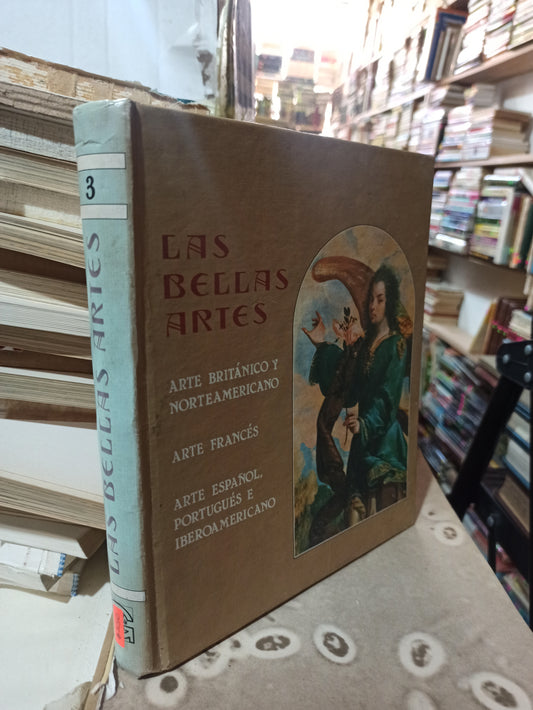 3
LAS BELLAS ARTES
LAS
BELLAS
ARTES
ARTE BRITÁNICO Y
NORTEAMERICANO
ARTE FRANCÉS
ARTE ESPAÑOL,
PORTUGUÉS E
IBEROAMERICANO